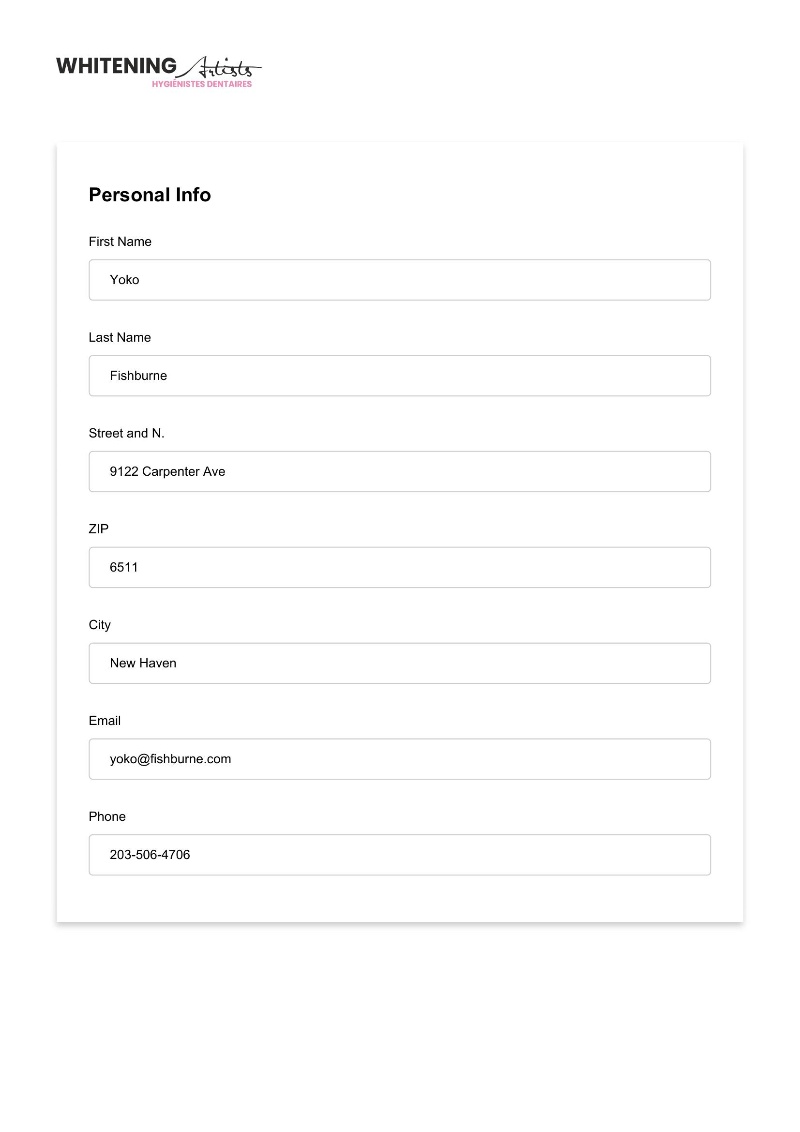 WHITENING Artists
HYGIÉNISTES DENTAIRES
Personal Info
First Name
Yoko
Last Name
Fishburne
Street and N.
9122 Carpenter Ave
ZIP
6511
City
New Haven
Email
yoko@fishburne.com
Phone
203-506-4706